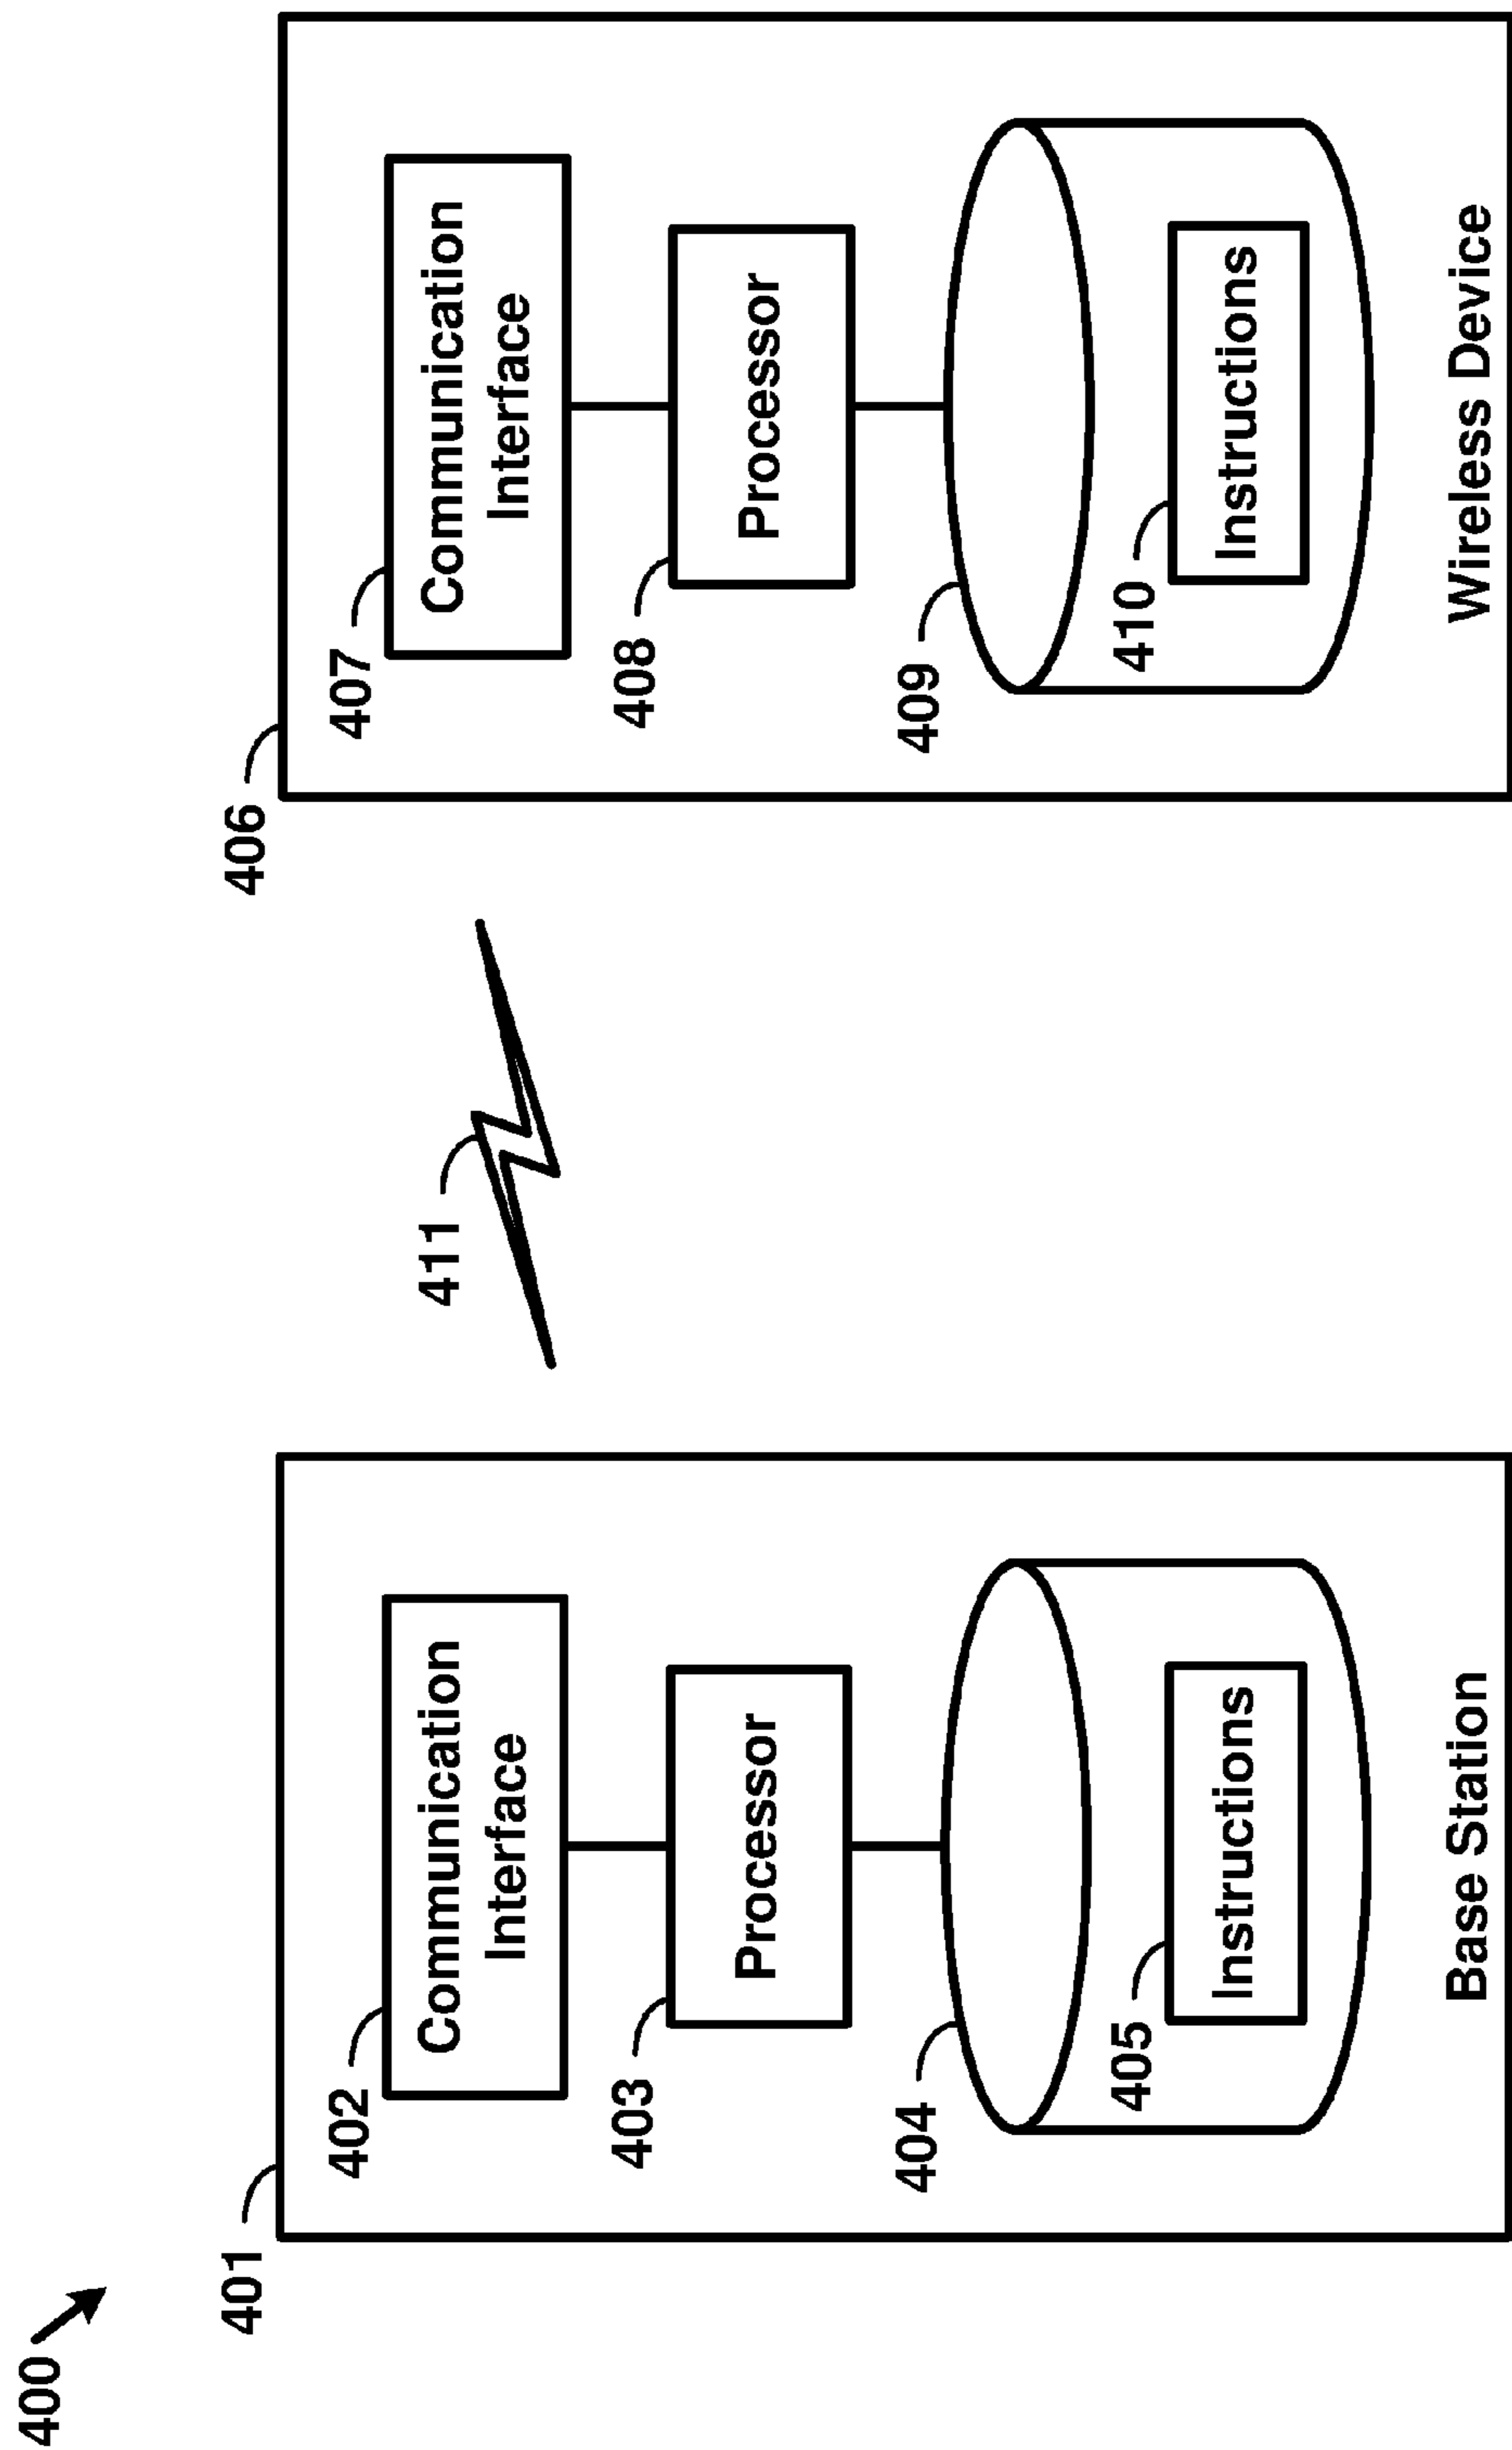 400
401
402
Communication
Interface
403
Processor
404
405
Instructions
Base Station
411
406
407
Communication
Interface
408
Processor
409
410
Instructions
Wireless Device